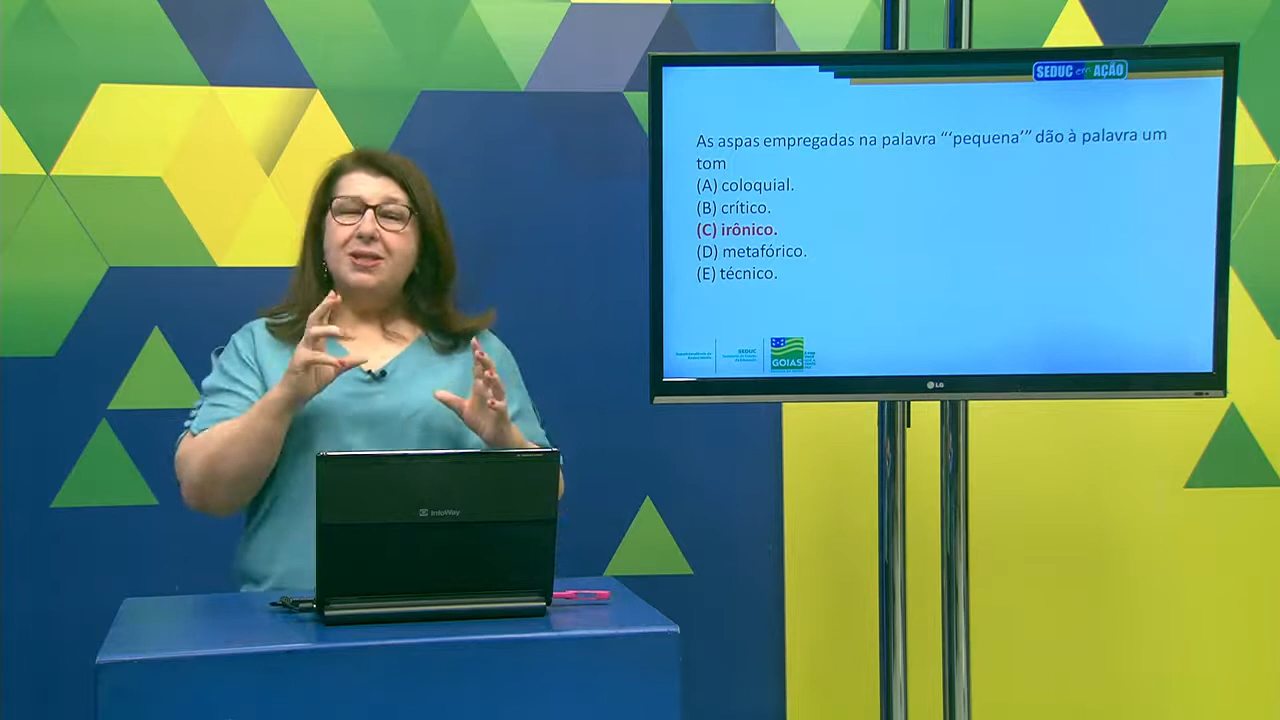 SEDUC em AÇÃO
As aspas empregadas na palavra “‘pequena’” dão à palavra um
tom
(A) coloquial.
(B) crítico.
(C) irônico.
(D) metafórico.
(E) técnico.
SEDUC
GOIÁS
LG
InfoWay